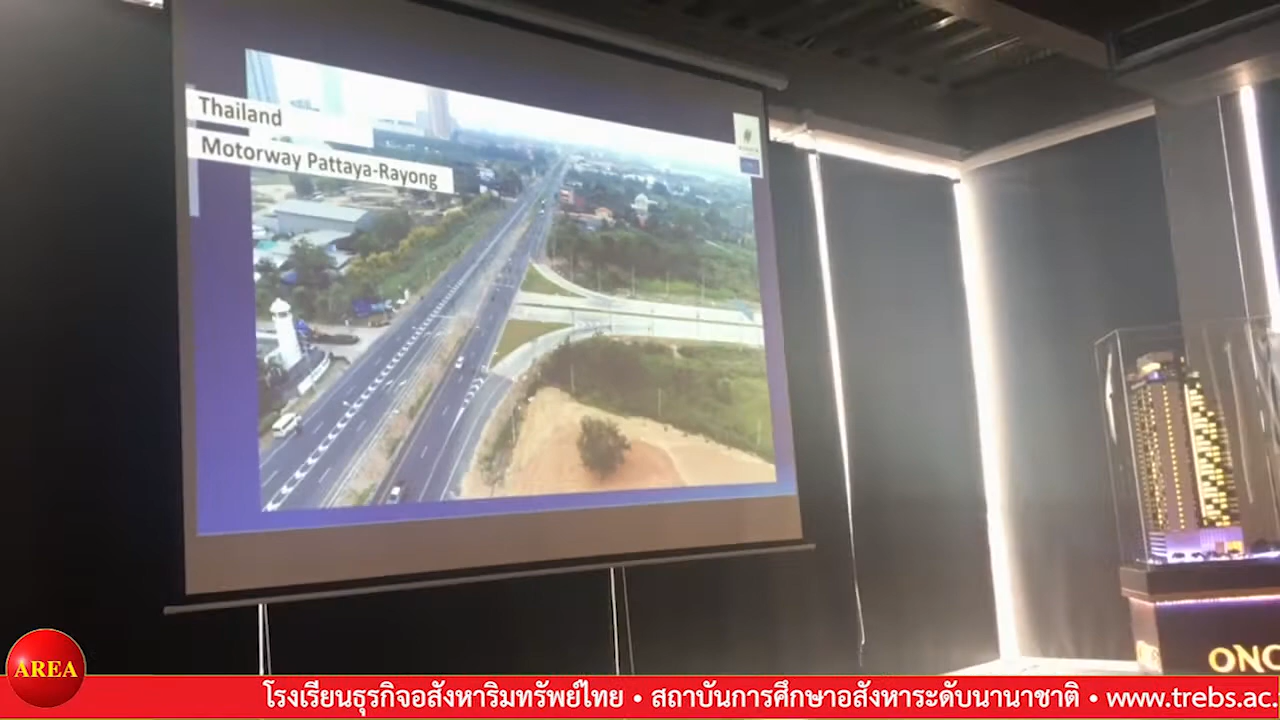 Thailand
Motorway Pattaya-Rayong
ONC
AREA
โรงเรียนธุรกิจอสังหาริมทรัพย์ไทย • สถาบันการศึกษาอสังหาระดับนานาชาติ • www.trebs.ac.